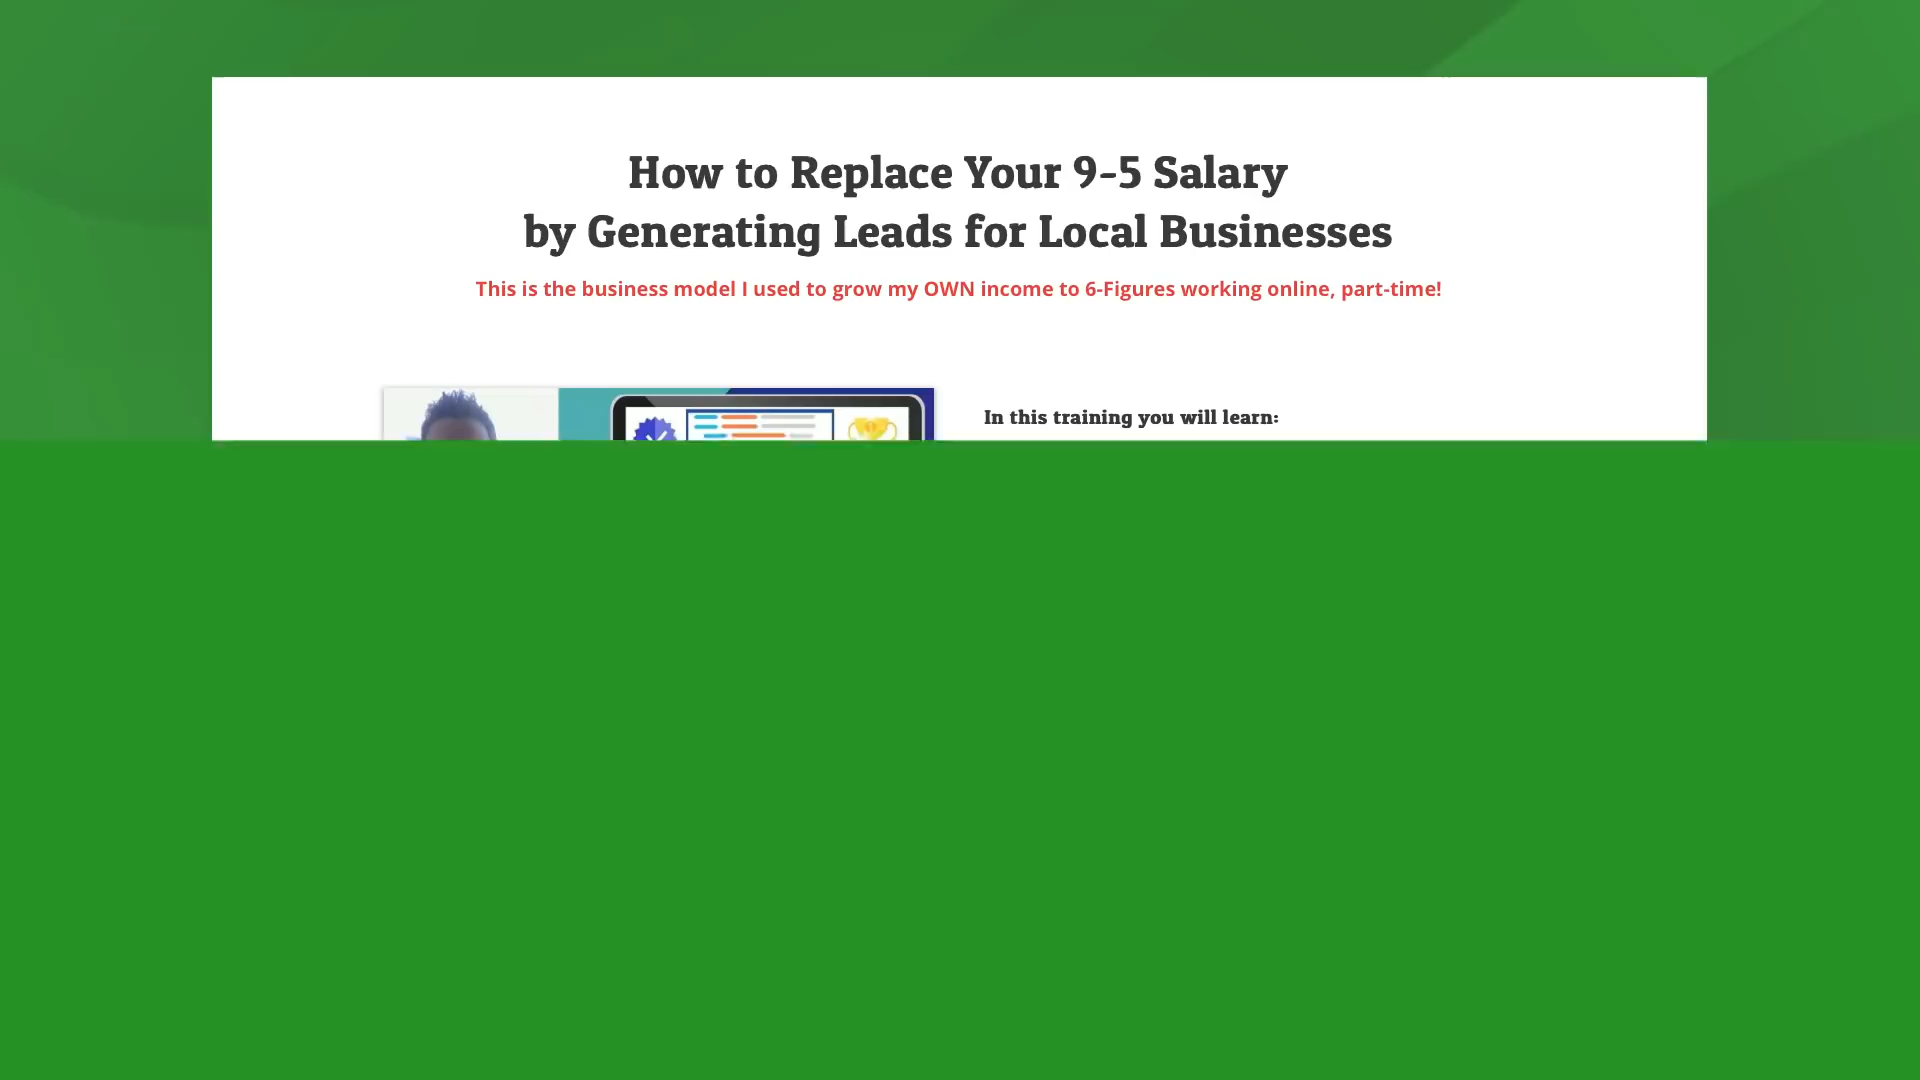 How to Replace Your 9-5 Salary
by Generating Leads for Local Businesses
This is the business model I used to grow my OWN income to 6-Figures working online, part-time!
In this training you will learn: